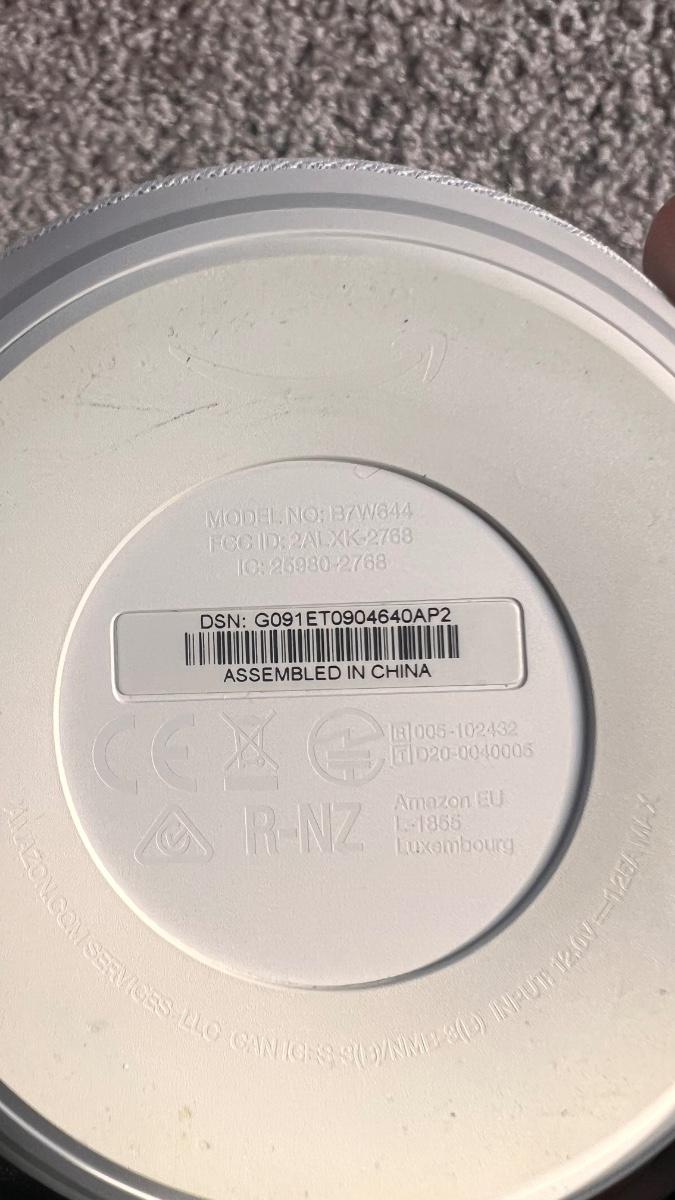 MODEL NO: B7W644
FCC ID: 2ALXK-2768
IC: 25980-2768
DSN: G091ET0904640AP2
ASSEMBLED IN CHINA
R 005-102432
T D20-0040005
R-NZ
Amazon EU
L-1855
Luxembourg
AMAZON.COM SERVICES LLC CAN ICES-3(B)/NMB-3(B) INPUT: 12.0V⎓1.25A MAX